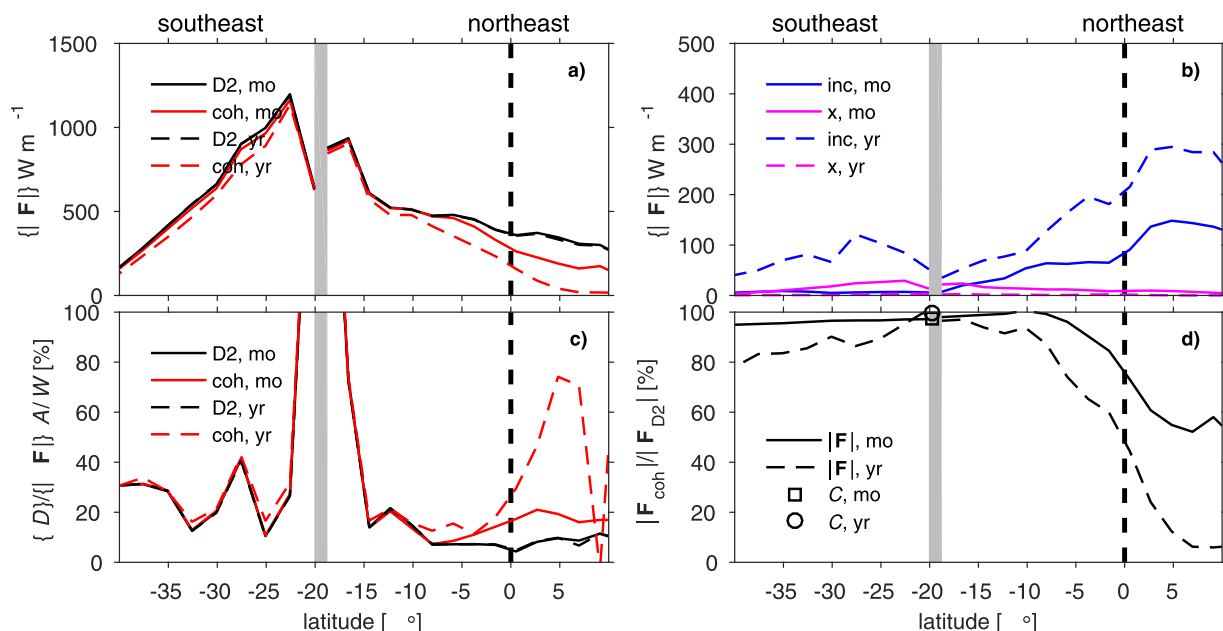 southeast
northeast
southeast
northeast
1500
1000
500
0
{| F|} W m -1
a)
D2, mo
coh, mo
D2, yr
coh, yr
500
400
300
200
100
0
{| F|} W m -1
b)
inc, mo
x, mo
inc, yr
x, yr
100
80
60
40
20
0
{ D}/{| F|} A/W [%]
c)
D2, mo
coh, mo
D2, yr
coh, yr
-35
-30
-25
-20
-15
-10
-5
0
5
latitude [ o]
100
80
60
40
20
0
|F coh|/| F D2| [%]
d)
|F|, mo
|F|, yr
C, mo
C, yr
-35
-30
-25
-20
-15
-10
-5
0
5
latitude [ o]